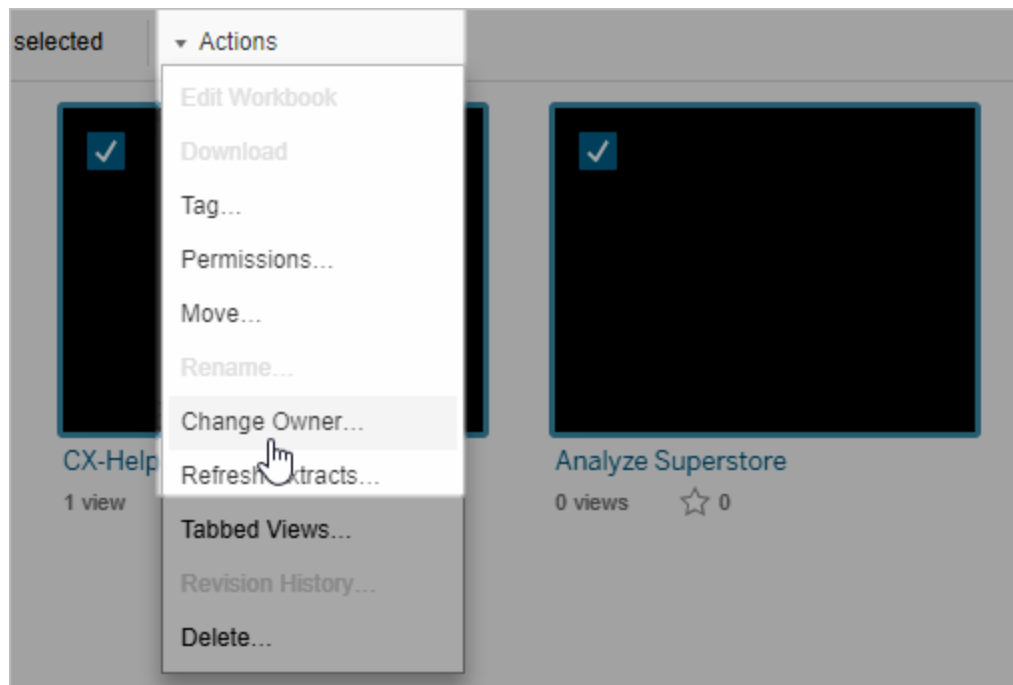 selected
Actions
Edit Workbook
Download
Tag...
Permissions...
Move...
Rename...
Change Owner...
Refresh
Tabbed Views...
Revision History...
Delete...
CX-Help
1 view
Analyze Superstore
0 views 0